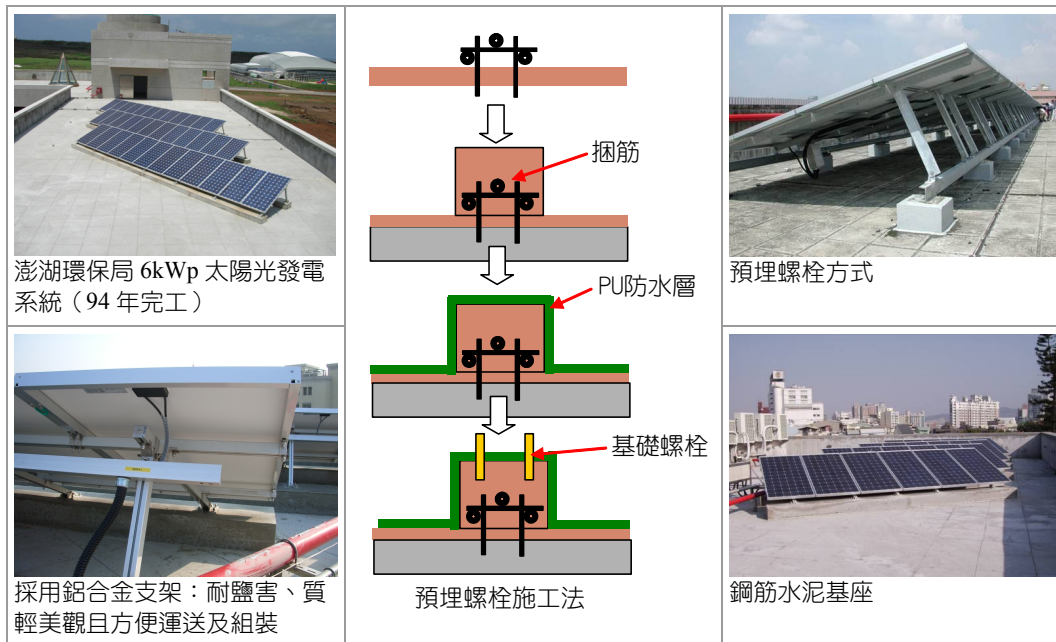 澎湖環保局 6kWp 太陽光發電
系統（94 年完工）
採用鋁合金支架：耐鹽害、質
輕美觀且方便運送及組裝
捆筋
PU防水層
基礎螺栓
預埋螺栓施工法
預埋螺栓方式
鋼筋水泥基座